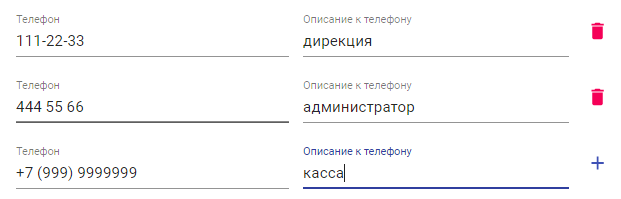 Телефон Описание к телефону
111-22-33 дирекция
Телефон Описание к телефону
444 55 66 администратор
Телефон Описание к телефону
+7 (999) 9999999 касса